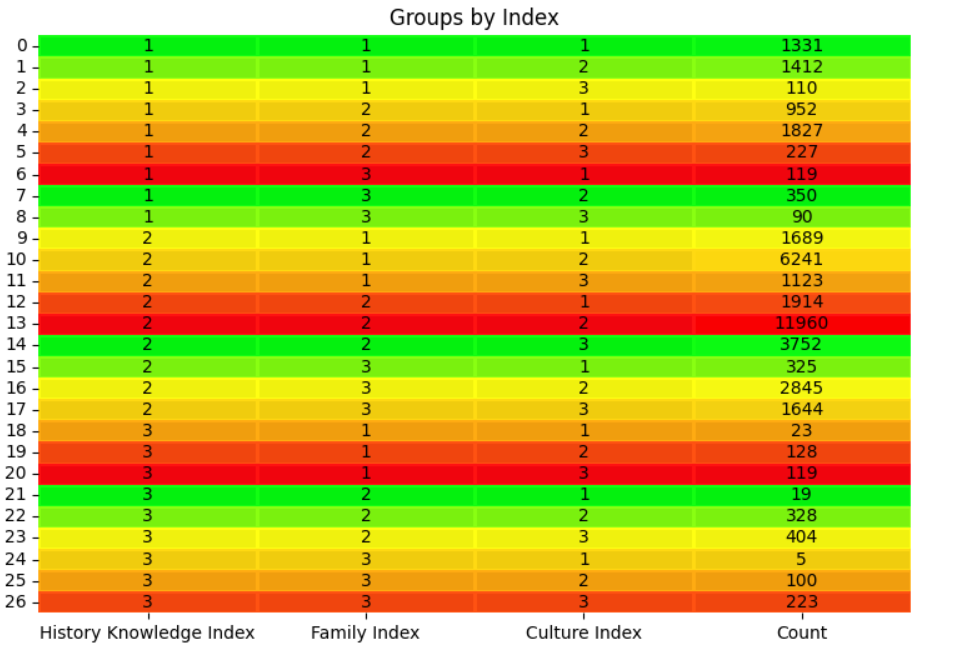 Groups by Index
0 1 1 1 1331
1 1 1 2 1412
2 1 1 3 110
3 1 2 1 952
4 1 2 2 1827
5 1 2 3 227
6 1 3 1 119
7 1 3 2 350
8 1 3 3 90
9 2 1 1 1689
10 2 1 2 6241
11 2 1 3 1123
12 2 2 1 1914
13 2 2 2 11960
14 2 2 3 3752
15 2 3 1 325
16 2 3 2 2845
17 2 3 3 1644
18 3 1 1 23
19 3 1 2 128
20 3 1 3 119
21 3 2 1 19
22 3 2 2 328
23 3 2 3 404
24 3 3 1 5
25 3 3 2 100
26 3 3 3 223
History Knowledge Index Family Index Culture Index Count